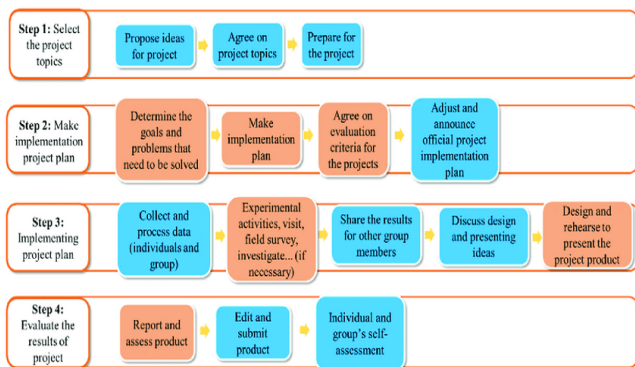 Step 1: Select
the project
topics
Propose ideas
for project
Agree on
project topics
Prepare for
the project
Step 2: Make
implementation
project plan
Determine the
goals and
problems that
need to be solved
Make
implementation
plan
Agree on
evaluation
criteria for
the projects
Adjust and
announce
official project
implementation
plan
Step 3:
Implementing
project plan
Collect and
process data
(individuals and
group)
Experimental
activities, visit,
field survey,
investigate... (if
necessary)
Share the results
for other group
members
Discuss design
and presenting
ideas
Design and
rehearse to
present the
project product
Step 4:
Evaluate the
results of
project
Report and
assess product
Edit and
submit
product
Individual and
group's self-
assessment